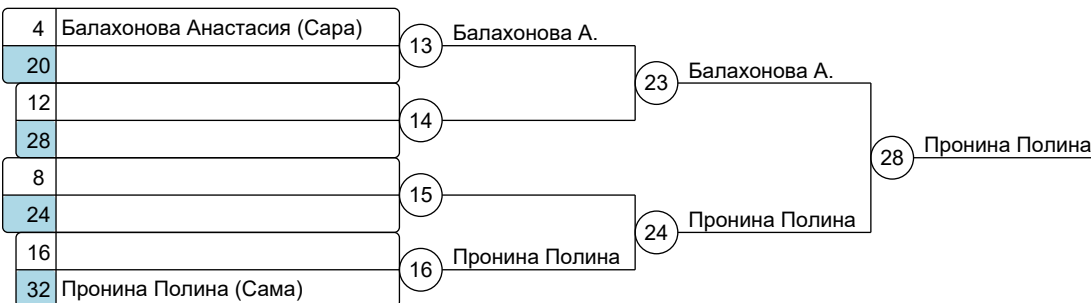 4 Балахонова Анастасия (Сара)
13
Балахонова А.
20
23
Балахонова А.
12
14
28
28
Пронина Полина
8
15
24
24
Пронина Полина
16
16
Пронина Полина
32 Пронина Полина (Сама)